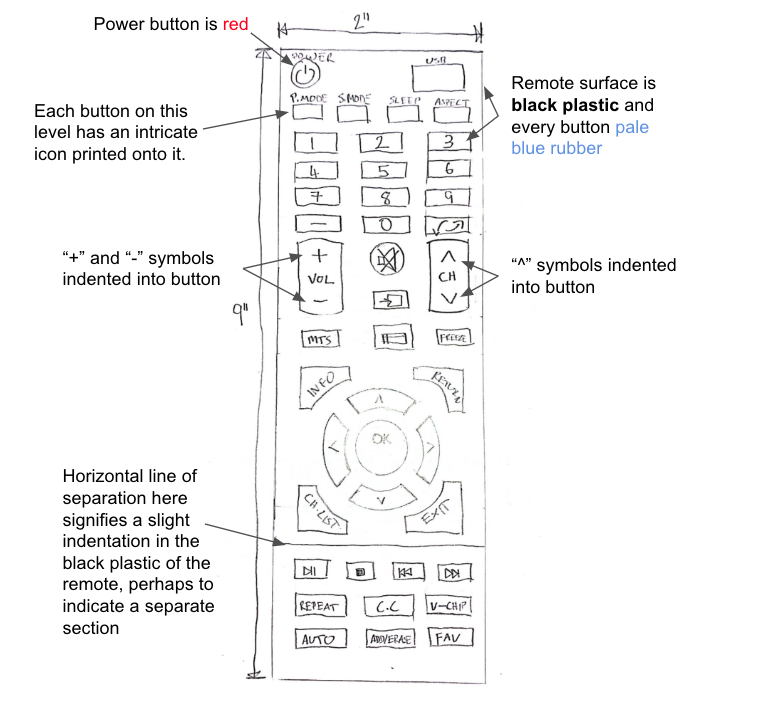 Power button is red
2"
POWER
USB
P.MODE S.MODE SLEEP ASPECT
Remote surface is
black plastic and
every button pale
blue rubber
Each button on this
level has an intricate
icon printed onto it.
1 2 3
4 5 6
7 8 9
— 0
“+” and “-” symbols
indented into button
+
VOL
−
^
CH
v
“^” symbols indented
into button
9"
MTS FREEZE
INFO RETURN
^
< OK >
v
CH.LIST EXIT
Horizontal line of
separation here
signifies a slight
indentation in the
black plastic of the
remote, perhaps to
indicate a separate
section
REPEAT C.C V-CHIP
AUTO FAV